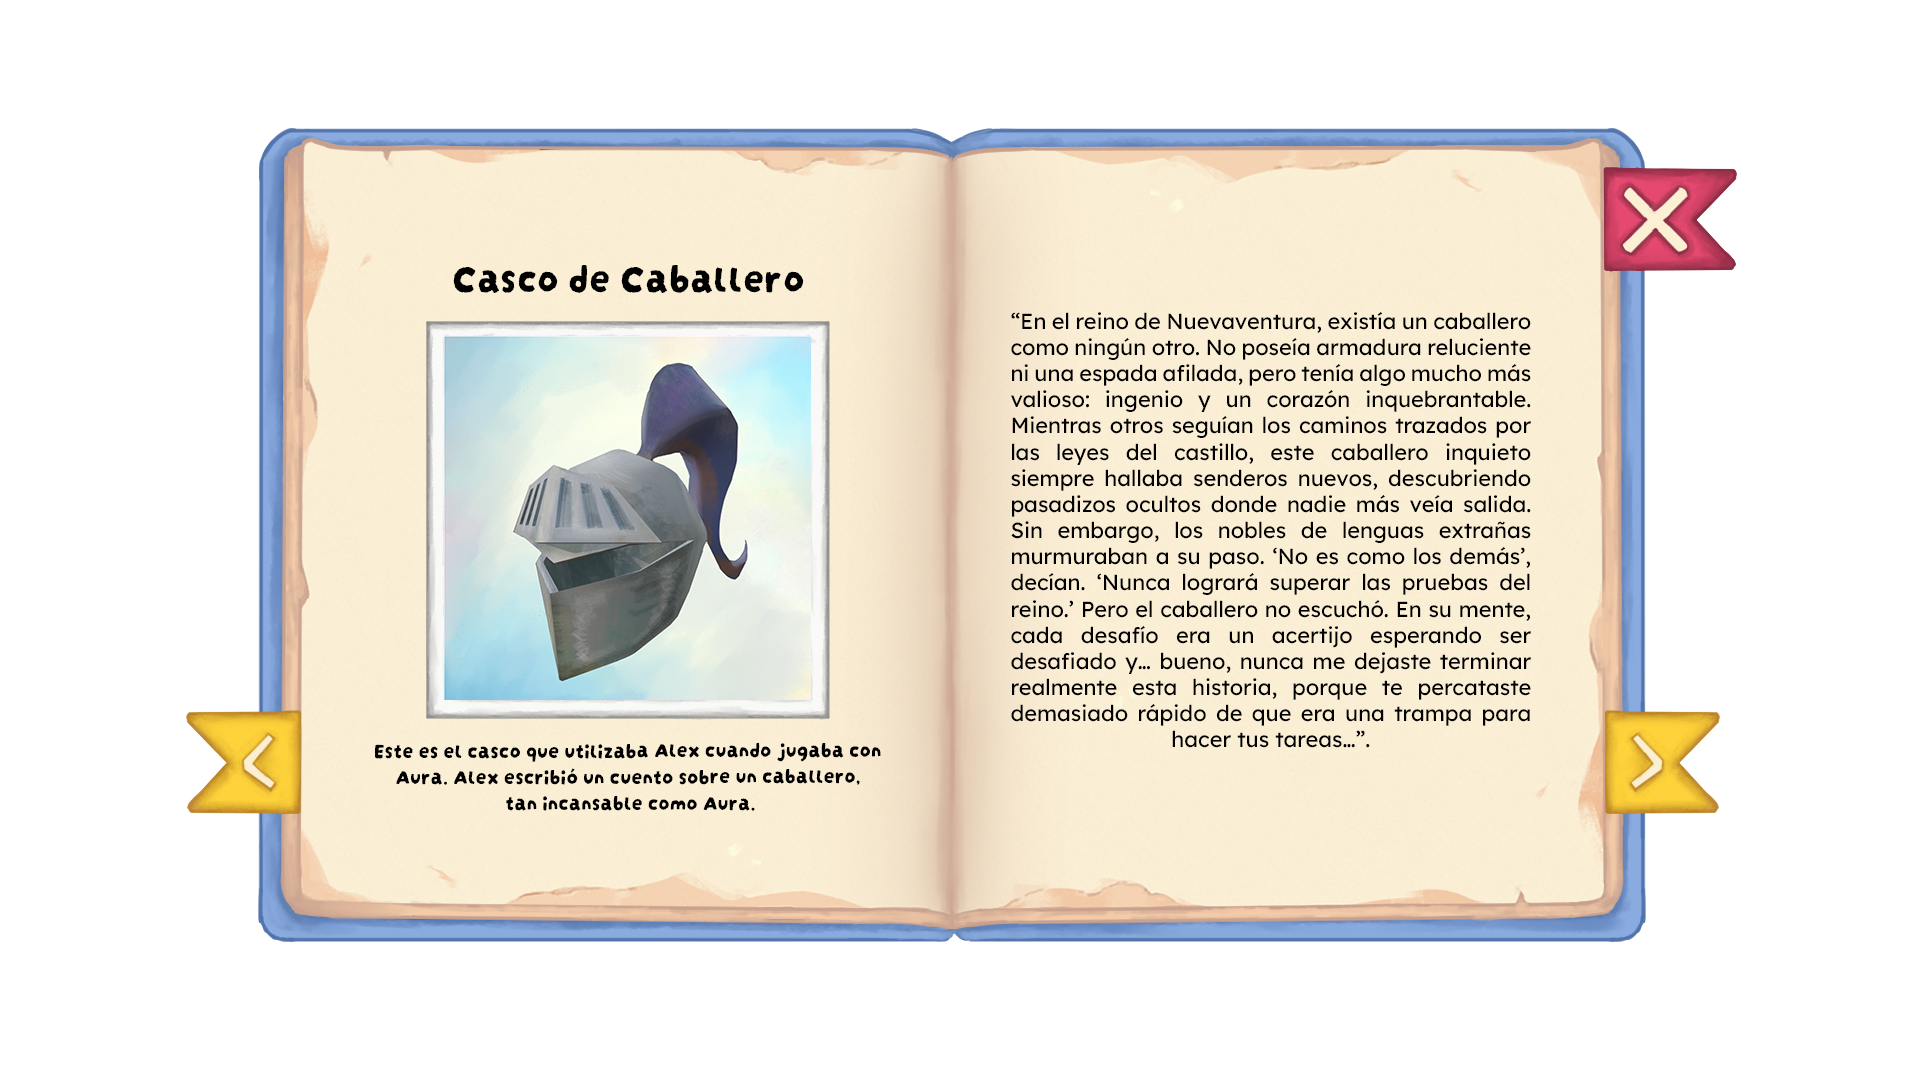 Casco de Caballero
Este es el casco que utilizaba Alex cuando jugaba con
Aura. Alex escribió un cuento sobre un caballero,
tan incansable como Aura.
“En el reino de Nuevaventura, existía un caballero
como ningún otro. No poseía armadura reluciente
ni una espada afilada, pero tenía algo mucho más
valioso: ingenio y un corazón inquebrantable.
Mientras otros seguían los caminos trazados por
las leyes del castillo, este caballero inquieto
siempre hallaba senderos nuevos, descubriendo
pasadizos ocultos donde nadie más veía salida.
Sin embargo, los nobles de lenguas extrañas
murmuraban a su paso. ‘No es como los demás’,
decían. ‘Nunca logrará superar las pruebas del
reino.’ Pero el caballero no escuchó. En su mente,
cada desafío era un acertijo esperando ser
desafiado y… bueno, nunca me dejaste terminar
realmente esta historia, porque te percataste
demasiado rápido de que era una trampa para
hacer tus tareas…”.